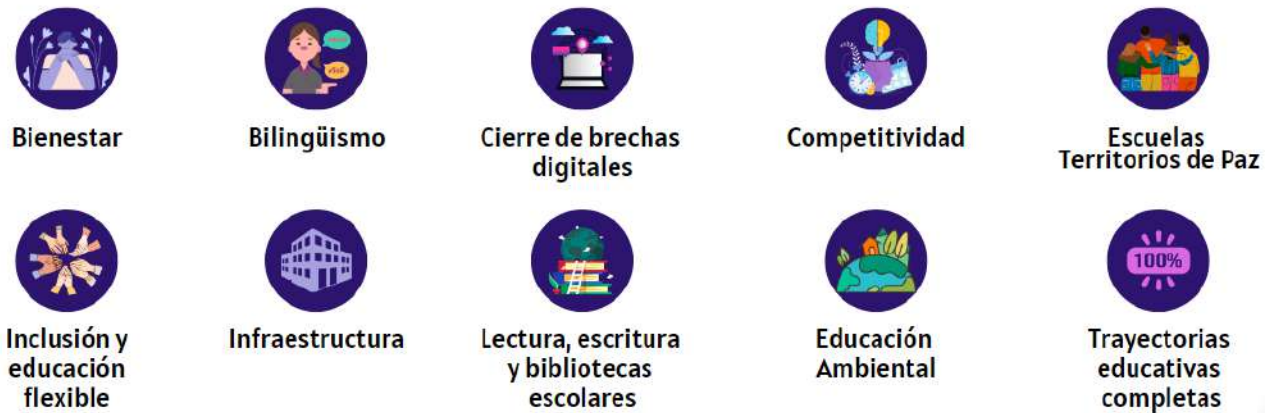 Bienestar
Bilingüismo
Cierre de brechas
digitales
Competitividad
Escuelas
Territorios de Paz
Inclusión y
educación
flexible
Infraestructura
Lectura, escritura
y bibliotecas
escolares
Educación
Ambiental
100%
Trayectorias
educativas
completas